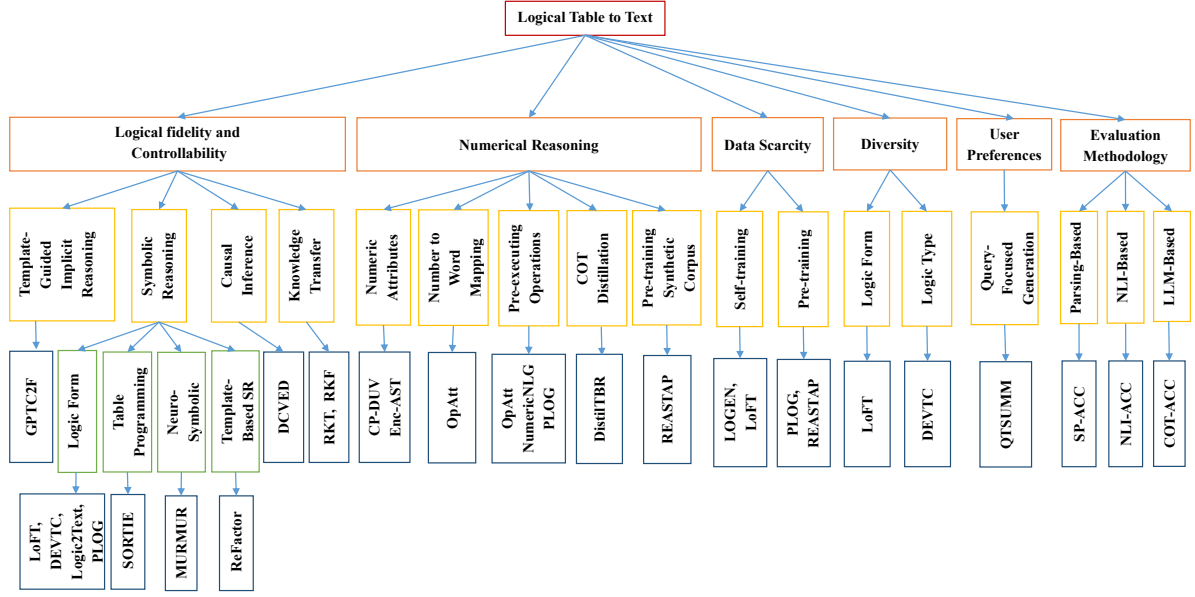 Logical Table to Text
Logical fidelity and
Controllability
Numerical Reasoning
Data Scarcity
Diversity
User
Preferences
Evaluation
Methodology
Template-
Guided
Implicit
Reasoning
Symbolic
Reasoning
Causal
Inference
Knowledge
Transfer
Numeric
Attributes
Number to
Word
Mapping
Pre-executing
Operations
COT
Distillation
Pre-training
Synthetic
Corpus
Self-training
Pre-training
Logic Form
Logic Type
Query-
Focused
Generation
Parsing-Based
NLI-Based
LLM-Based
GPTC2F
Logic Form
Table
Programming
Neuro-
Symbolic
Template-
Based SR
DCVED
RKT, RKF
CP-DUV
Enc-AST
OpAtt
OpAtt
NumericNLG
PLOG
DistilTBR
REASTAP
LOGEN,
LoFT
PLOG,
REASTAP
LoFT
DEVTC
QTSUMM
SP-ACC
NLI-ACC
COT-ACC
LoFT,
DEVTC,
Logic2Text,
PLOG
SORTIE
MURMUR
ReFactor